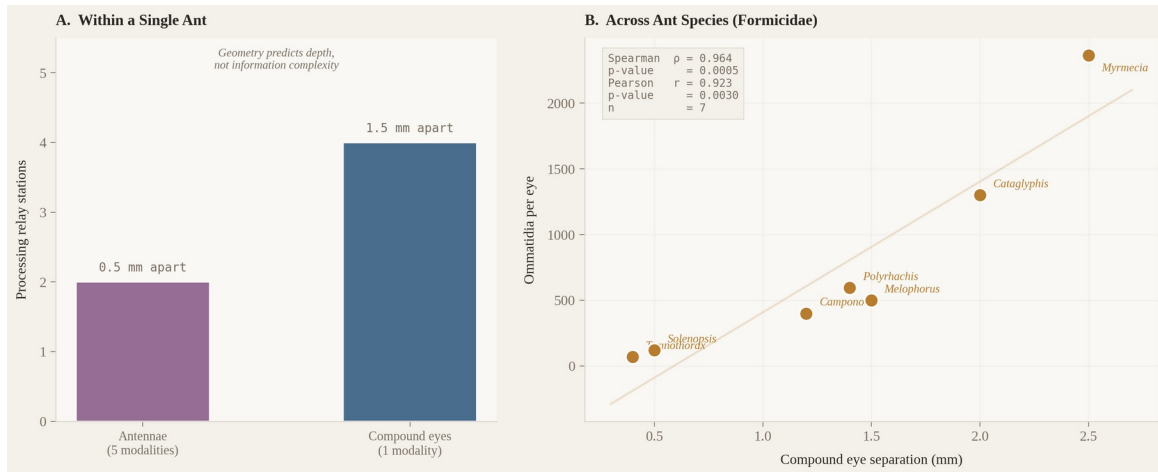 A. Within a Single Ant
Geometry predicts depth,
not information complexity
Processing relay stations
5
4
3
2
1
0
0.5 mm apart
1.5 mm apart
Antennae
(5 modalities)
Compound eyes
(1 modality)
B. Across Ant Species (Formicidae)
Spearman ρ = 0.964
p-value = 0.0005
Pearson r = 0.923
p-value = 0.0030
n = 7
Ommatidia per eye
2000
1500
1000
500
0
Myrmecia
Cataglyphis
Polyrhachis
Melophorus
Campono
Solenopsis
0.5
1.0
1.5
2.0
2.5
Compound eye separation (mm)